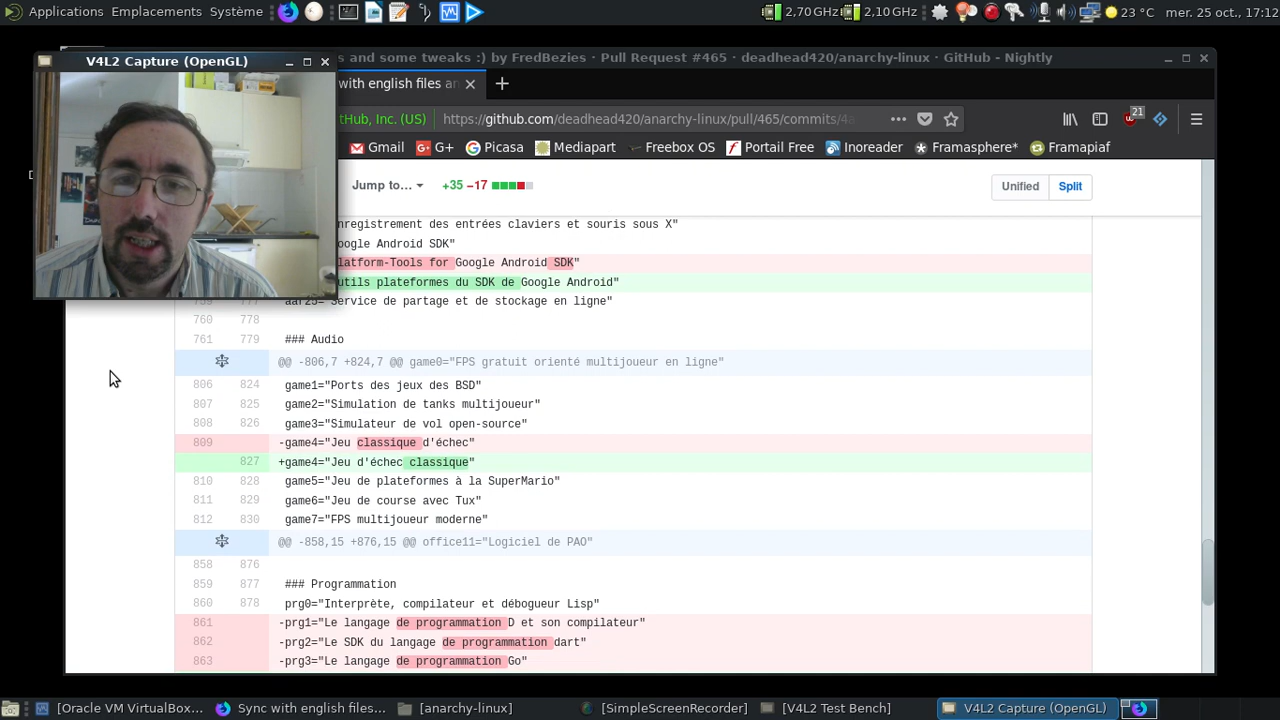 Applications Emplacements Système 2,70 GHz 2,10 GHz 23 °C mer. 25 oct., 17:12
V4L2 Capture (OpenGL)
s and some tweaks :) by FredBezies · Pull Request #465 · deadhead420/anarchy-linux · GitHub - Nightly
with english files an
tHub, Inc. (US) https://github.com/deadhead420/anarchy-linux/pull/465/commits/4a 21
Gmail G+ Picasa Mediapart Freebox OS Portail Free Inoreader Framasphere* Framapiaf
Jump to… +35 −17 Unified Split
nregistrement des entrées claviers et souris sous X"
oogle Android SDK"
latform-Tools for Google Android SDK"
utils plateformes du SDK de Google Android"
759 777 aar25="Service de partage et de stockage en ligne"
760 778
761 779 ### Audio
@@ -806,7 +824,7 @@ game0="FPS gratuit orienté multijoueur en ligne"
806 824 game1="Ports des jeux des BSD"
807 825 game2="Simulation de tanks multijoueur"
808 826 game3="Simulateur de vol open-source"
809 -game4="Jeu classique d'échec"
827 +game4="Jeu d'échec classique"
810 828 game5="Jeu de plateformes à la SuperMario"
811 829 game6="Jeu de course avec Tux"
812 830 game7="FPS multijoueur moderne"
@@ -858,15 +876,15 @@ office11="Logiciel de PAO"
858 876
859 877 ### Programmation
860 878 prg0="Interprète, compilateur et débogueur Lisp"
861 -prg1="Le langage de programmation D et son compilateur"
862 -prg2="Le SDK du langage de programmation dart"
863 -prg3="Le langage de programmation Go"
[Oracle VM VirtualBox... Sync with english files... [anarchy-linux] [SimpleScreenRecorder] [V4L2 Test Bench] V4L2 Capture (OpenGL)